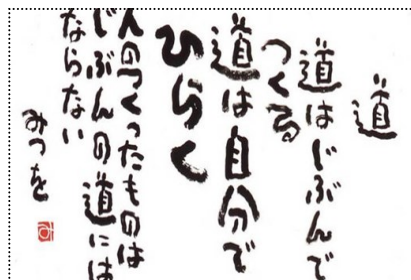 道
道はじぶんで
つくる
道は自分で
ひらく
人のつくったものは
じぶんの道には
ならない
みつを